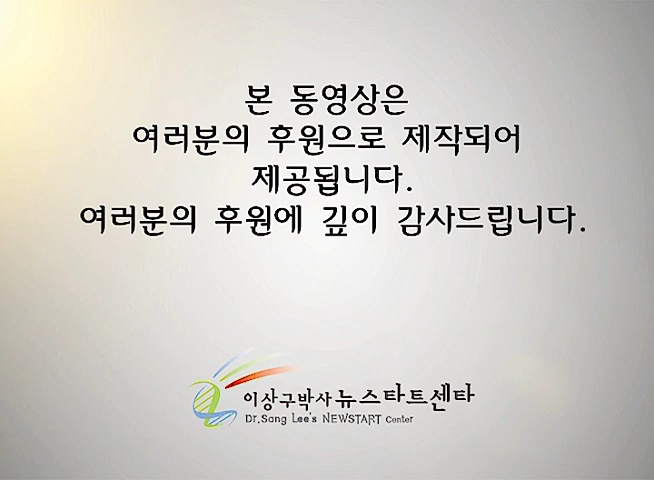 본 동영상은
여러분의 후원으로 제작되어
제공됩니다.
여러분의 후원에 깊이 감사드립니다.
이상구박사 뉴스타트센타
Dr.Sang Lee's NEWSTART Center